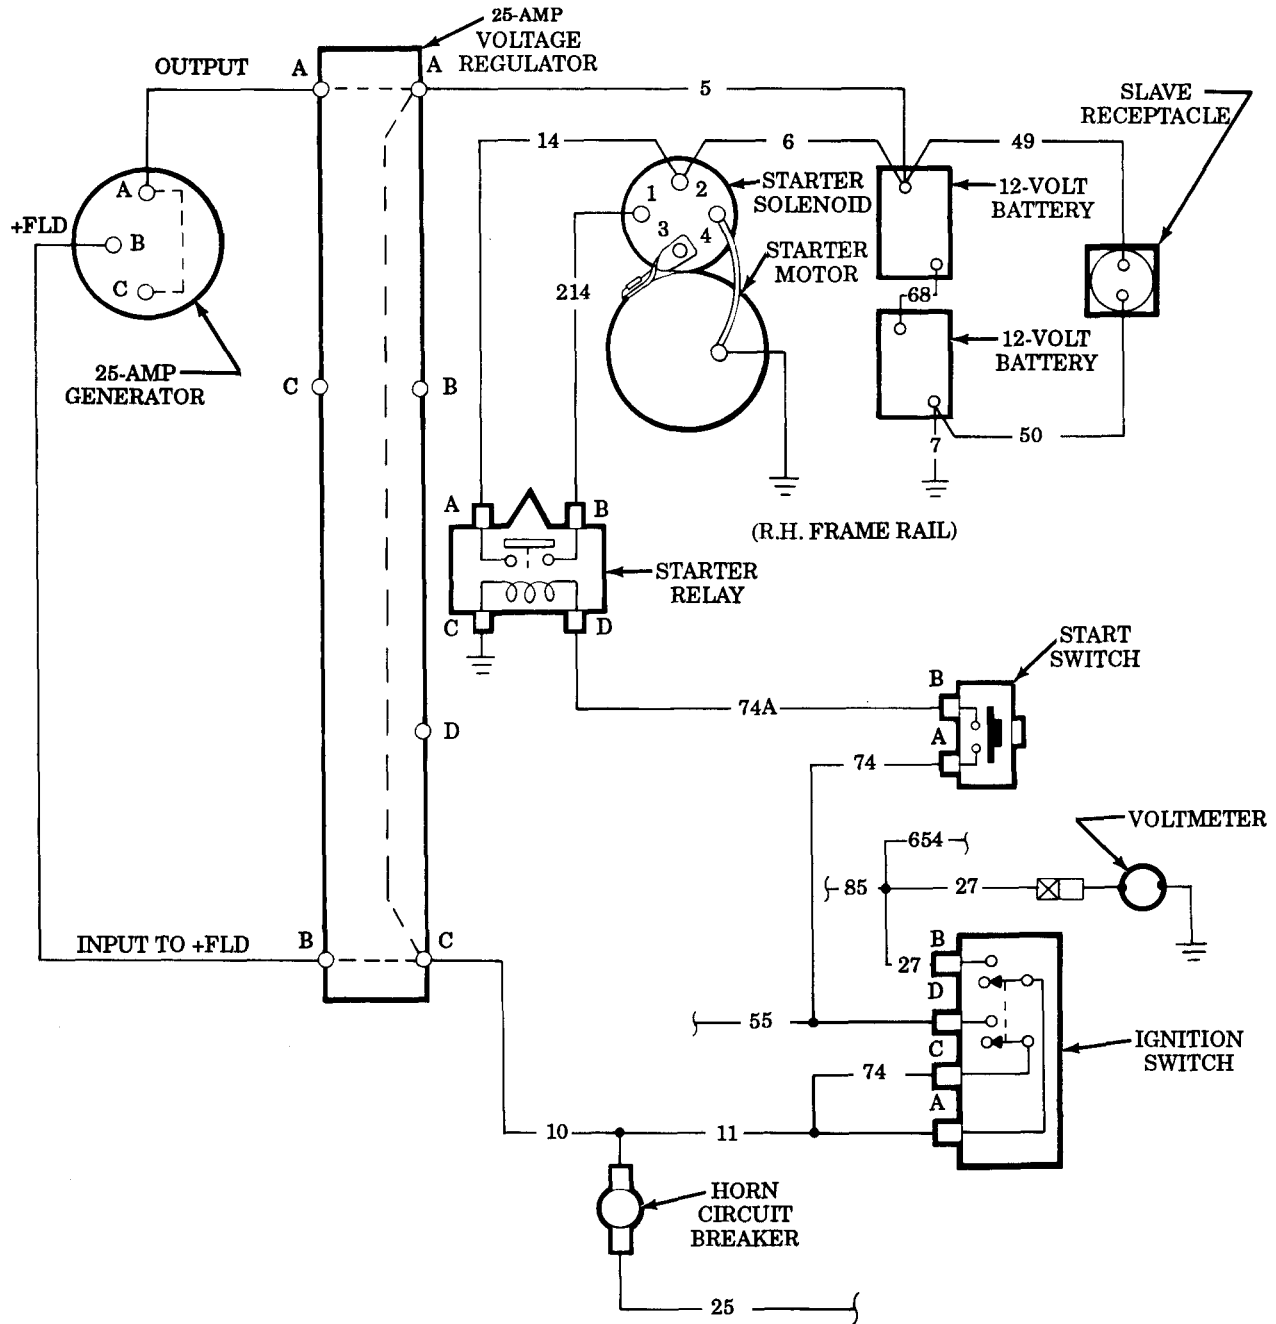 25-AMP
VOLTAGE
REGULATOR
OUTPUT
A
A
5
SLAVE
RECEPTACLE
14
6
49
A
1
2
STARTER
SOLENOID
12-VOLT
BATTERY
+FLD
B
3
4
STARTER
MOTOR
C
214
68
12-VOLT
BATTERY
25-AMP
GENERATOR
C
B
7
50
A
B
(R.H. FRAME RAIL)
STARTER
RELAY
C
D
START
SWITCH
B
74A
D
A
74
VOLTMETER
654
85
27
INPUT TO +FLD
B
C
B
27
D
55
C
IGNITION
SWITCH
74
A
10
11
HORN
CIRCUIT
BREAKER
25